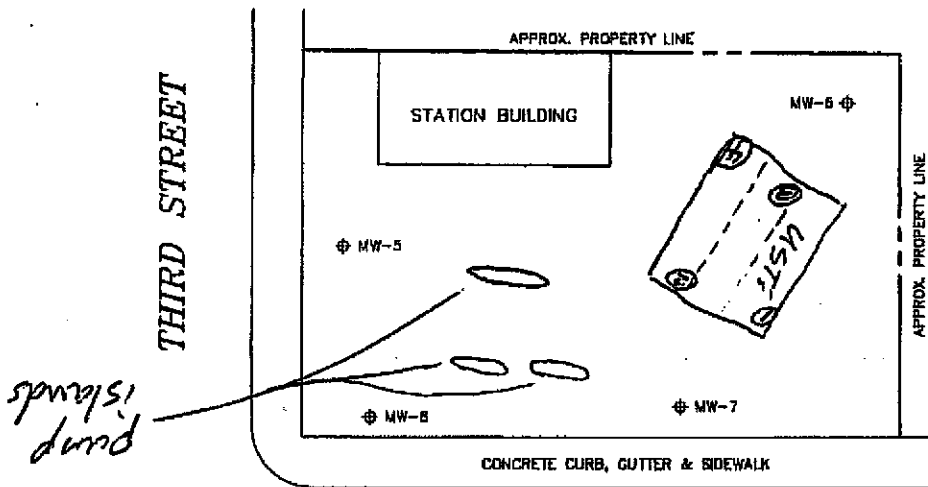 APPROX. PROPERTY LINE
STATION BUILDING
MW-6
THIRD STREET
APPROX. PROPERTY LINE
MW-5
USTs
pump
islands
MW-6
MW-7
CONCRETE CURB, GUTTER & SIDEWALK